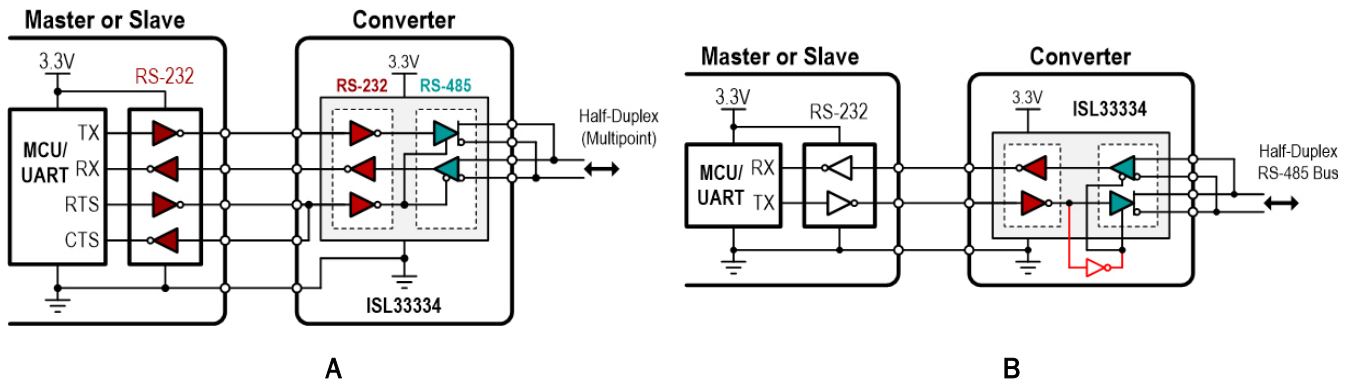 Master or Slave
Converter
3.3V
RS-232
3.3V
RS-232
RS-485
MCU/
UART
TX
RX
RTS
CTS
Half-Duplex
(Multipoint)
ISL33334
A
Master or Slave
Converter
3.3V
RS-232
3.3V
ISL33334
MCU/
UART
RX
TX
Half-Duplex
RS-485 Bus
B